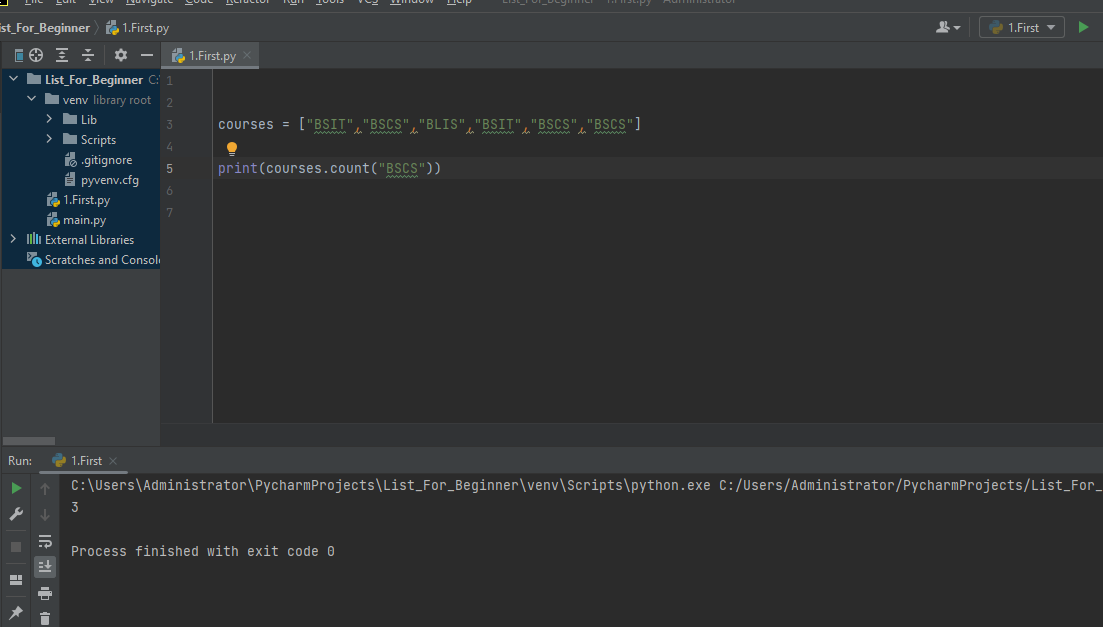 File Edit View Navigate Code Refactor Run Tools VCS Window Help List_For_Beginner - 1.First.py - Administrator
ist_For_Beginner 1.First.py 1.First
1.First.py
List_For_Beginner C:
venv library root
Lib
Scripts
.gitignore
pyvenv.cfg
1.First.py
main.py
External Libraries
Scratches and Consol
1
2
3 courses = ["BSIT","BSCS","BLIS","BSIT","BSCS","BSCS"]
4
5 print(courses.count("BSCS"))
6
7
Run: 1.First
C:\Users\Administrator\PycharmProjects\List_For_Beginner\venv\Scripts\python.exe C:/Users/Administrator/PycharmProjects/List_For_
3
Process finished with exit code 0